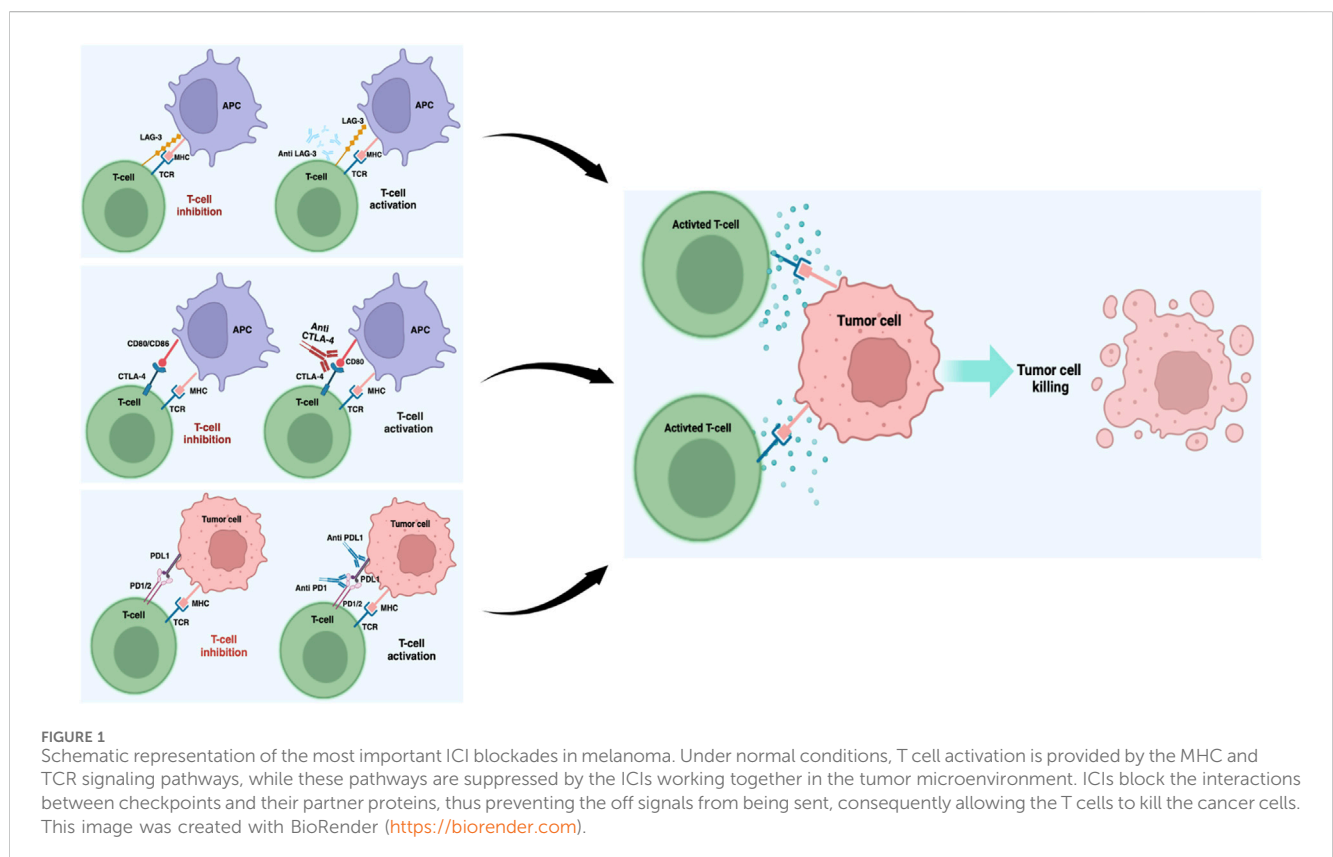 APC
LAG-3
MHC
T-cell
TCR
T-cell
inhibition
APC
LAG-3
Anti LAG-3
MHC
T-cell
TCR
T-cell
activation
APC
CD80/CD86
CTLA-4
MHC
T-cell
TCR
T-cell
inhibition
Anti
CTLA-4
APC
CD80
CTLA-4
MHC
T-cell
TCR
T-cell
activation
Tumor cell
PDL1
PD1/2
MHC
T-cell
TCR
T-cell
inhibition
Tumor cell
Anti PDL1
PDL1
Anti PD1
PD1/2
MHC
T-cell
TCR
T-cell
activation
Activted T-cell
Tumor cell
Activted T-cell
Tumor cell
killing
FIGURE 1
Schematic representation of the most important ICI blockades in melanoma. Under normal conditions, T cell activation is provided by the MHC and
TCR signaling pathways, while these pathways are suppressed by the ICIs working together in the tumor microenvironment. ICIs block the interactions
between checkpoints and their partner proteins, thus preventing the off signals from being sent, consequently allowing the T cells to kill the cancer cells.
This image was created with BioRender (https://biorender.com).